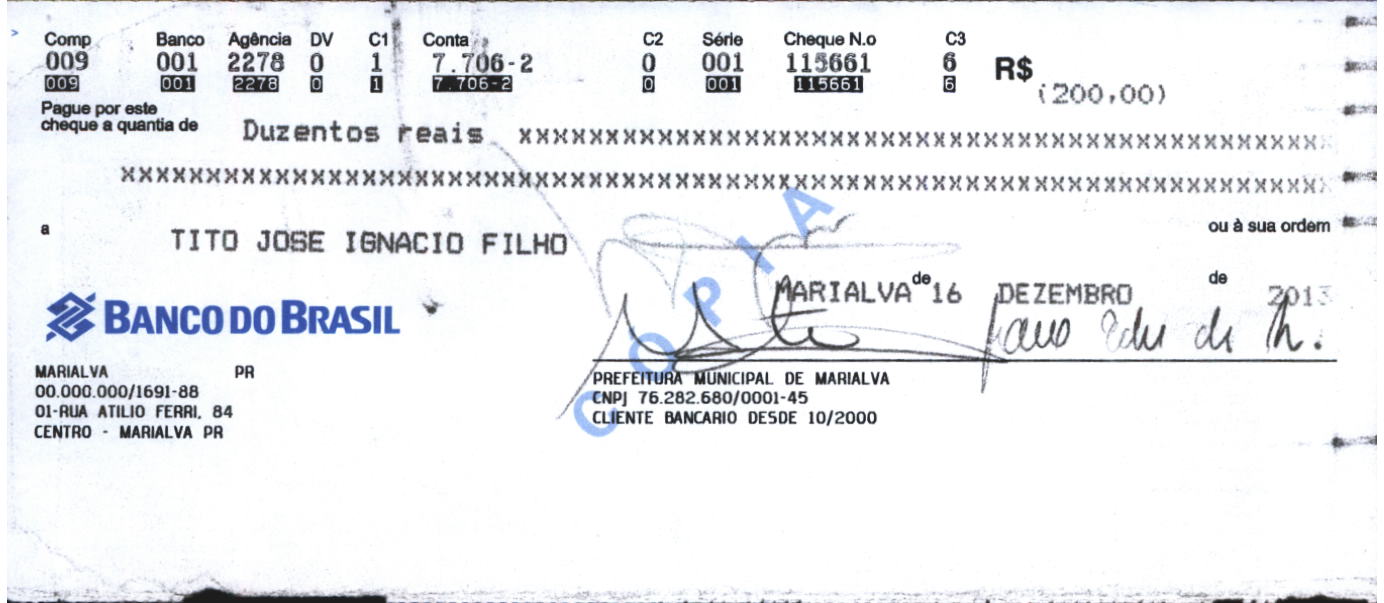 Comp Banco Agência DV C1 Conta C2 Série Cheque N.o C3
009 001 2278 0 1 7.706-2 0 001 115661 6 R$
009 001 2278 0 1 7.706-2 0 001 115661 6 (200,00)
Pague por este
cheque a quantia de Duzentos reais xxxxxxxxxxxxxxxxxxxxxxxxxxxxxxxxxxxxxxxxxxxxxxxxxxxxxxx
xxxxxxxxxxxxxxxxxxxxxxxxxxxxxxxxxxxxxxxxxxxxxxxxxxxxxxxxxxxxxxxxxxxxxxxxxxxxxxxx
a TITO JOSE IGNACIO FILHO ou à sua ordem
COPIA
MARIALVA de 16 DEZEMBRO de 2013
BANCO DO BRASIL
MARIALVA PR
00.000.000/1691-88
01-RUA ATILIO FERRI, 84
CENTRO - MARIALVA PR
PREFEITURA MUNICIPAL DE MARIALVA
CNPJ 76.282.680/0001-45
CLIENTE BANCARIO DESDE 10/2000